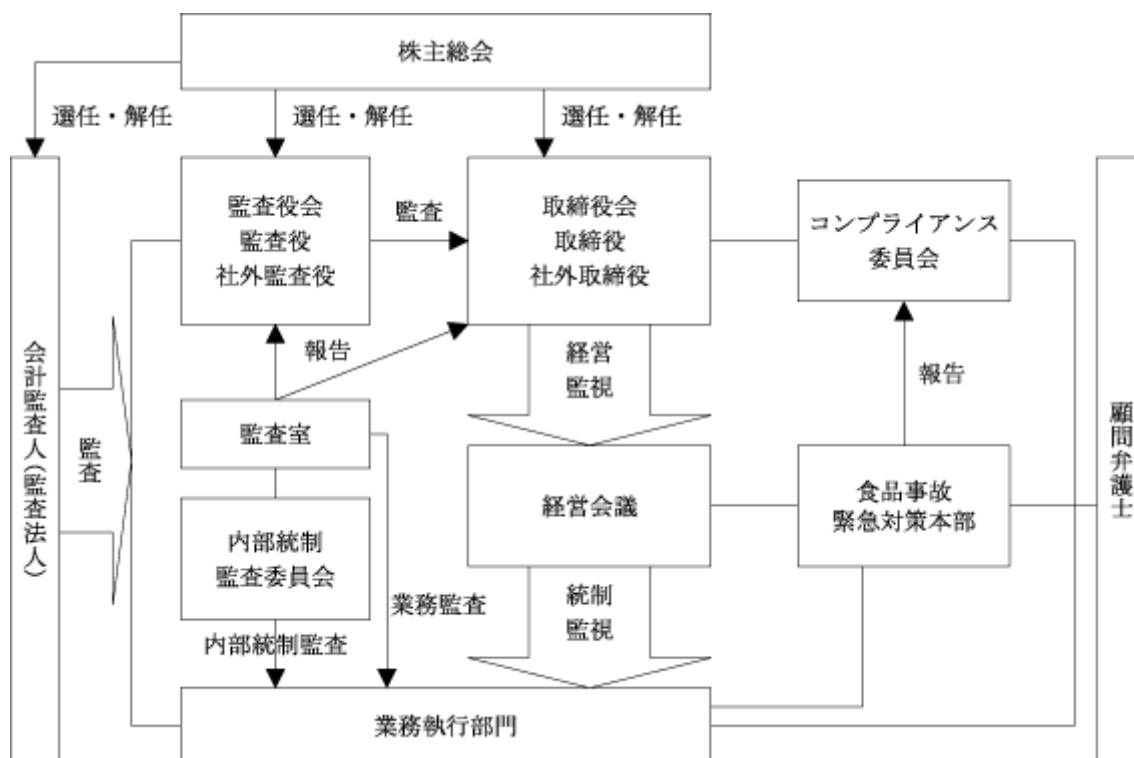 株主総会
選任・解任
選任・解任
選任・解任
監査役会
監査役
社外監査役
監査
取締役会
取締役
社外取締役
コンプライアンス
委員会
報告
経営
監視
報告
会計監査人(監査法人)
監査
監査室
経営会議
食品事故
緊急対策本部
顧問弁護士
内部統制
監査委員会
業務監査
統制
監視
内部統制監査
業務執行部門